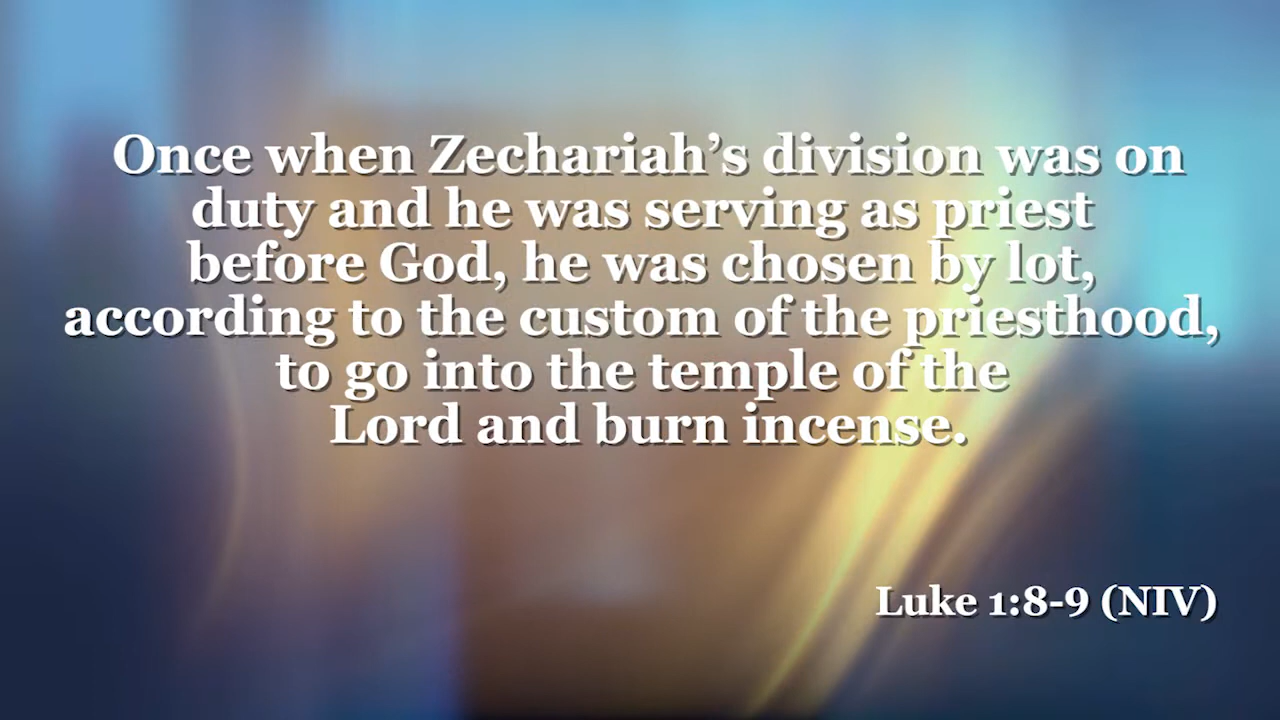 Once when Zechariah’s division was on
duty and he was serving as priest
before God, he was chosen by lot,
according to the custom of the priesthood,
to go into the temple of the
Lord and burn incense.
Luke 1:8-9 (NIV)